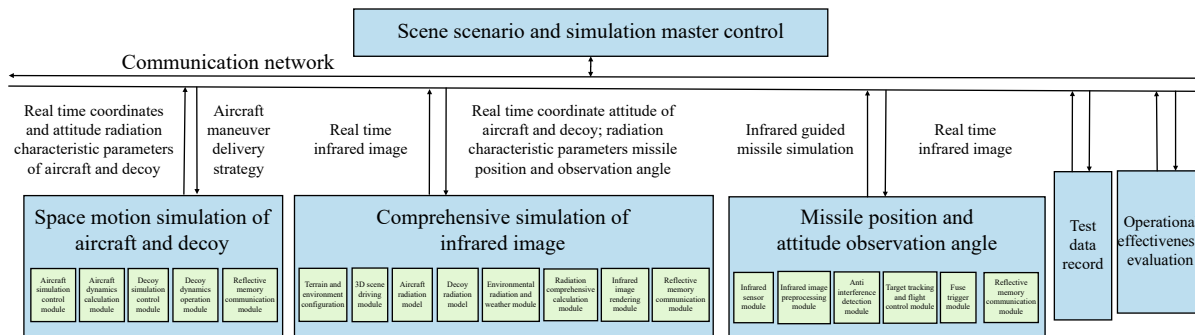 Scene scenario and simulation master control
Communication network
Real time coordinates
and attitude radiation
characteristic parameters
of aircraft and decoy
Aircraft
maneuver
delivery
strategy
Real time
infrared image
Real time coordinate attitude of
aircraft and decoy; radiation
characteristic parameters missile
position and observation angle
Infrared guided
missile simulation
Real time
infrared image
Space motion simulation of
aircraft and decoy
Aircraft
simulation
control
module
Aircraft
dynamics
calculation
module
Decoy
simulation
control
module
Decoy
dynamics
operation
module
Reflective
memory
communication
module
Comprehensive simulation of
infrared image
Terrain and
environment
configuration
3D scene
driving
module
Aircraft
radiation
model
Decoy
radiation
model
Environmental
radiation and
weather module
Radiation
comprehensive
calculation
module
Infrared
image
rendering
module
Reflective
memory
communication
module
Missile position and
attitude observation angle
Infrared
sensor
module
Infrared image
preprocessing
module
Anti
interference
detection
module
Target tracking
and flight
control module
Fuse
trigger
module
Reflective
memory
communication
module
Test
data
record
Operationa
effectivenes
evaluation